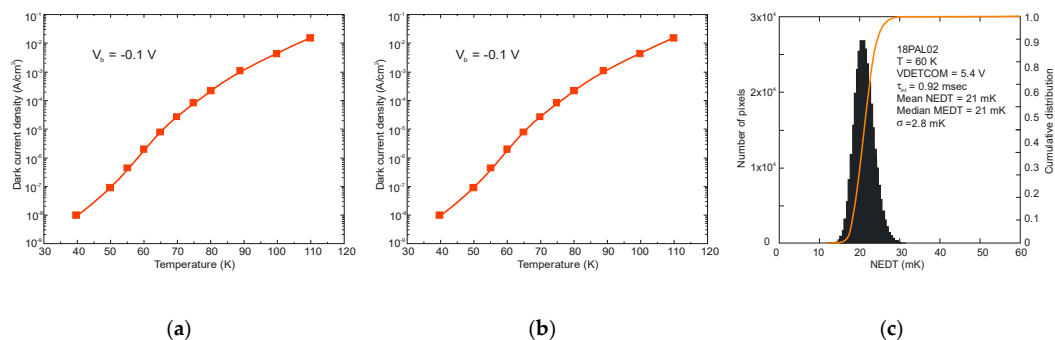 10⁻¹
10⁻²
10⁻³
10⁻⁴
10⁻⁵
10⁻⁶
10⁻⁷
10⁻⁸
10⁻⁹
Dark current density (A/cm²)
V_b = -0.1 V
30 40 50 60 70 80 90 100 110 120
Temperature (K)
(a)
10⁻¹
10⁻²
10⁻³
10⁻⁴
10⁻⁵
10⁻⁶
10⁻⁷
10⁻⁸
10⁻⁹
Dark current density (A/cm²)
V_b = -0.1 V
30 40 50 60 70 80 90 100 110 120
Temperature (K)
(b)
3x10⁴
2x10⁴
1x10⁴
0
Number of pixels
18PAL02
T = 60 K
VDETCOM = 5.4 V
τ_int = 0.92 msec
Mean NEDT = 21 mK
Median MEDT = 21 mK
σ =2.8 mK
1.0
0.9
0.8
0.7
0.6
0.5
0.4
0.3
0.2
0.1
0
Cumulative distribution
10 20 30 40 50 60
NEDT (mK)
(c)